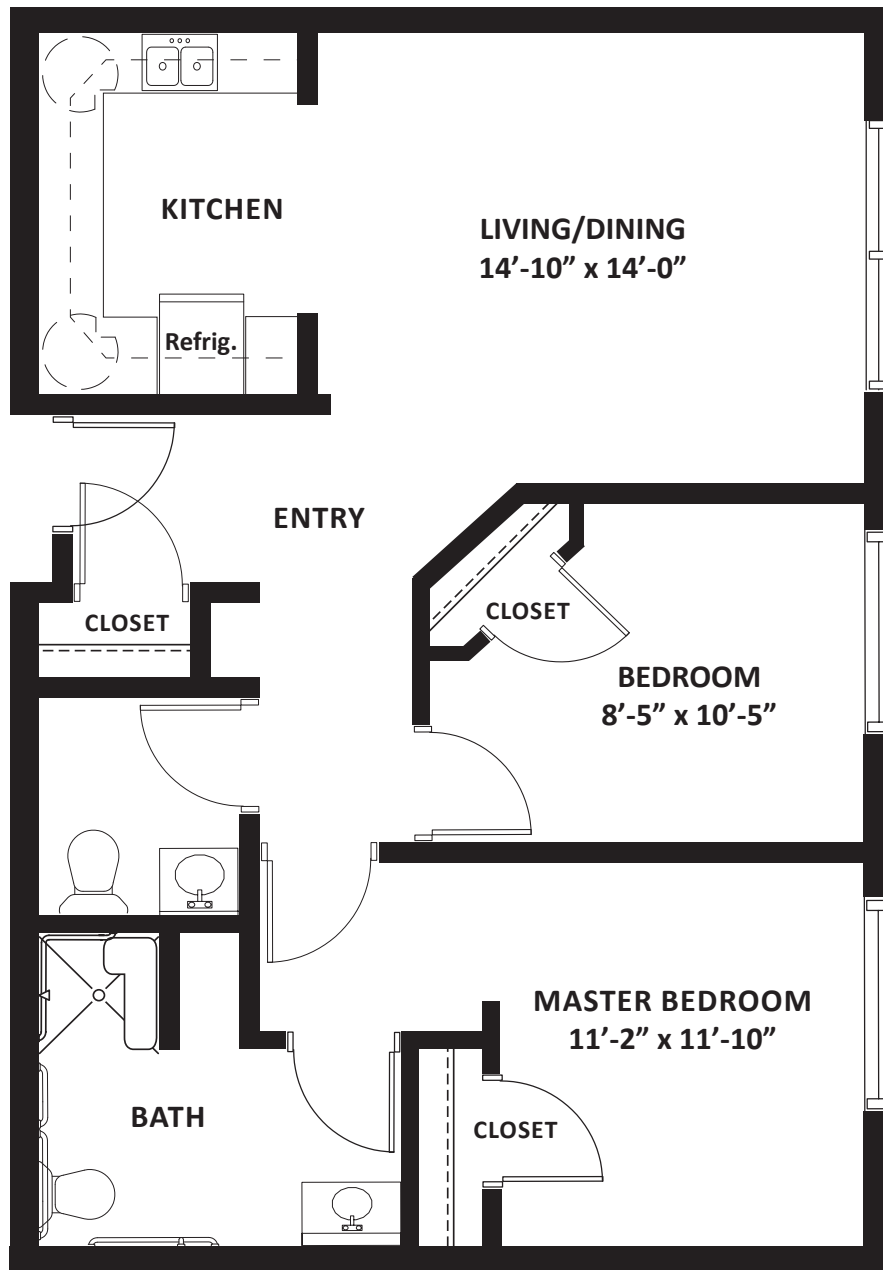 KITCHEN
LIVING/DINING
14’-10” x 14’-0”
Refrig.
ENTRY
CLOSET
CLOSET
BEDROOM
8’-5” x 10’-5”
MASTER BEDROOM
11’-2” x 11’-10”
BATH
CLOSET